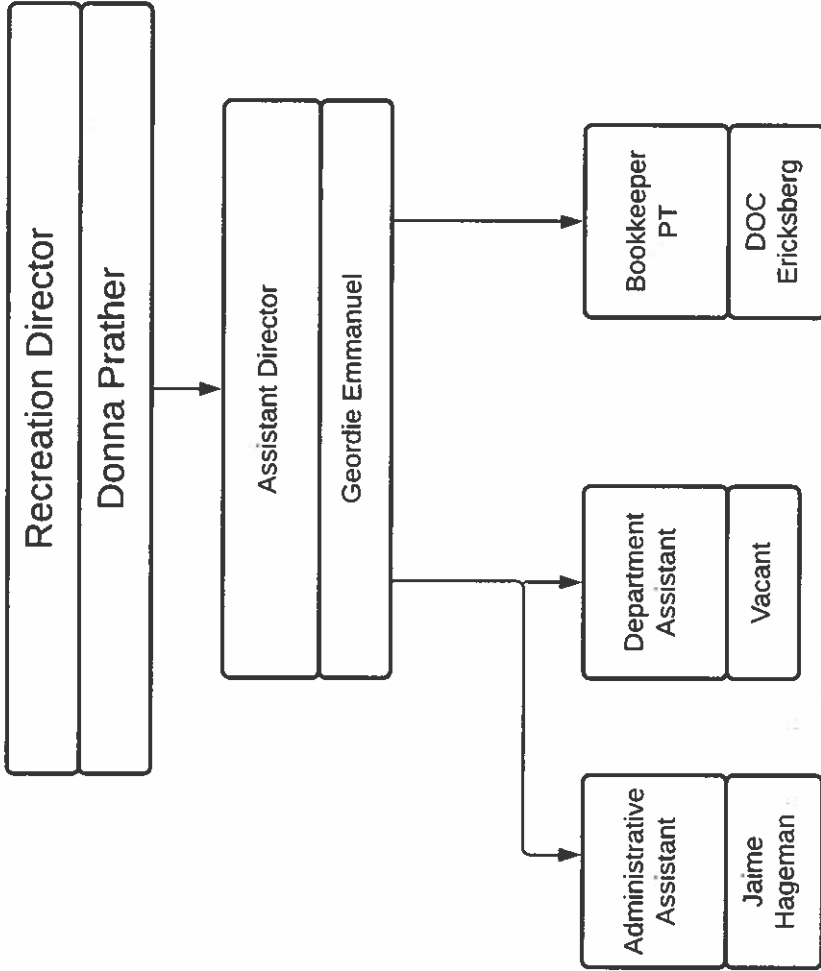 Recreation Director
Donna Prather
Assistant Director
Geordie Emmanuel
Administrative
Assistant
Jaime
Hageman
Department
Assistant
Vacant
Bookkeeper
PT
DOC
Ericksberg